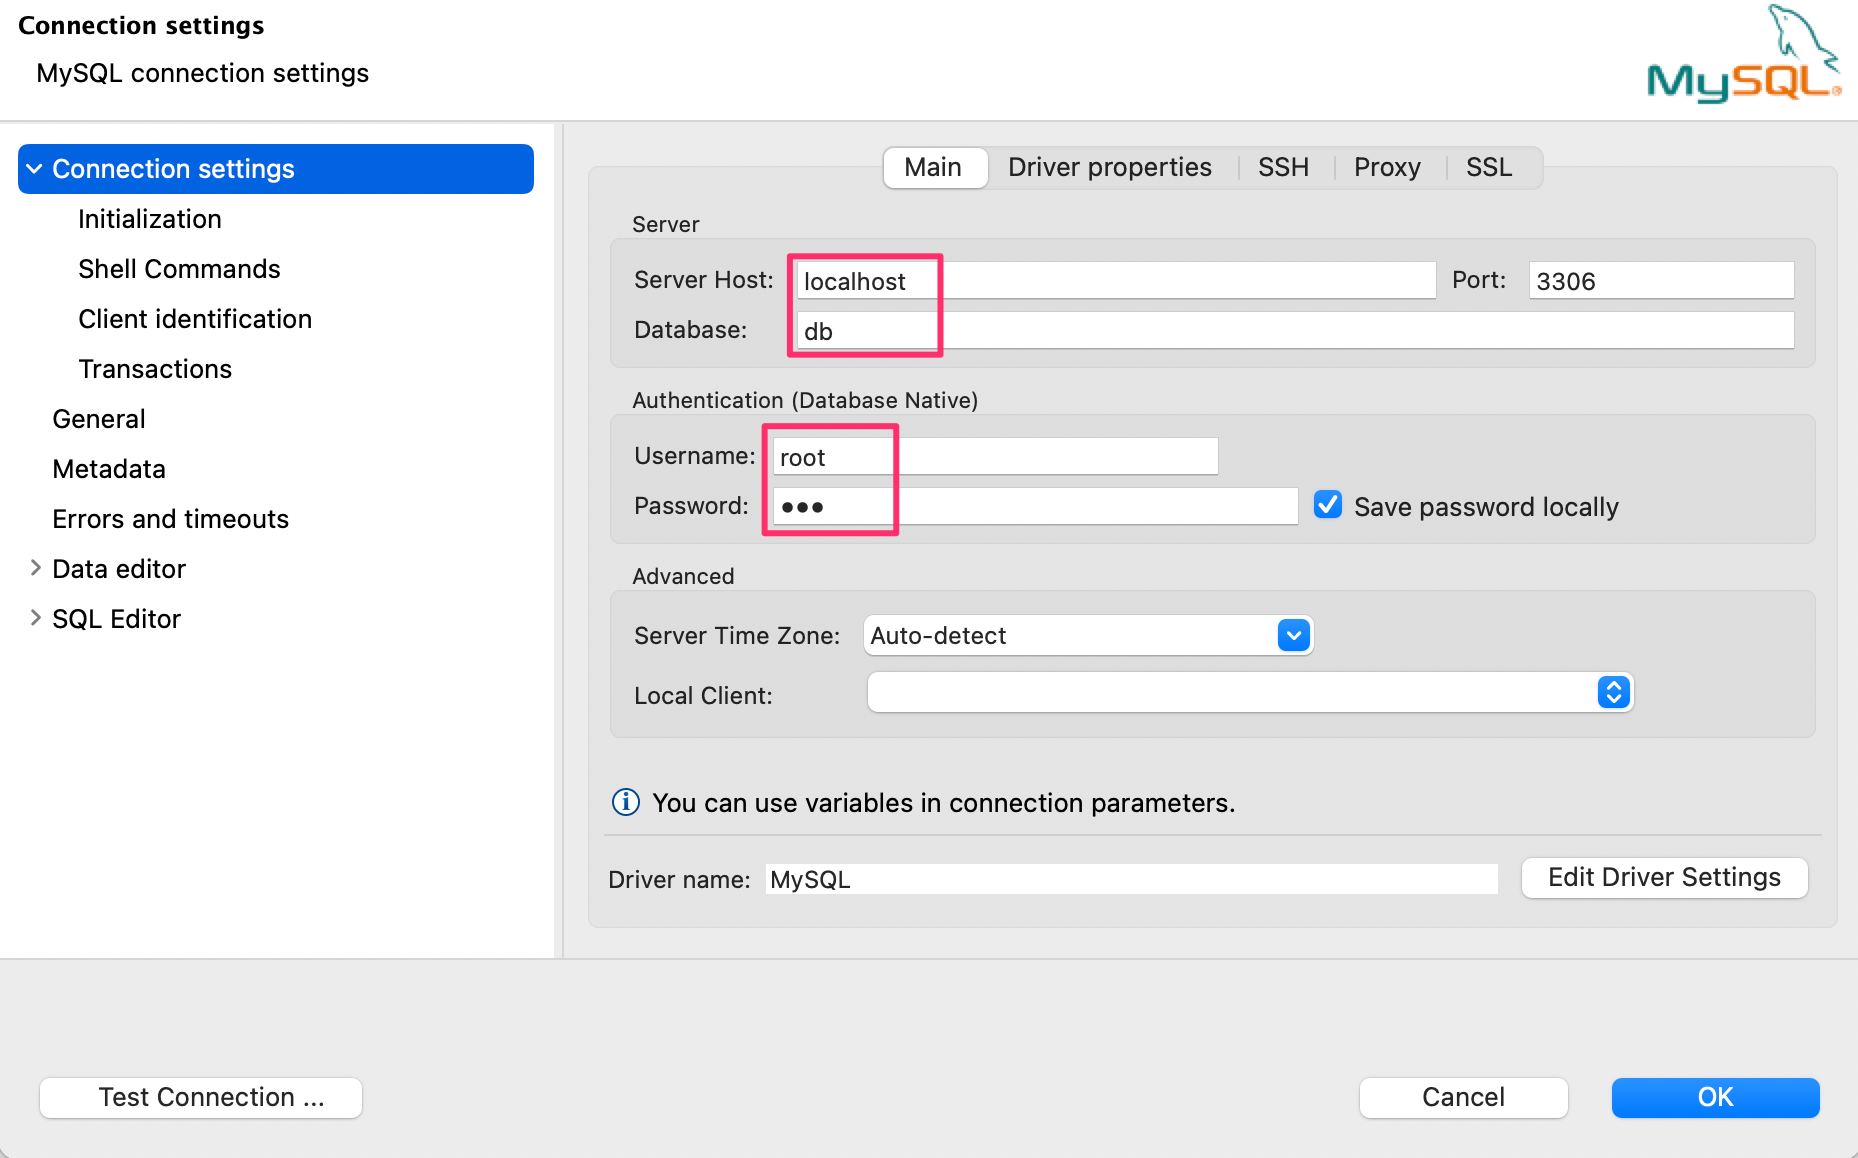 Connection settings
MySQL connection settings
MySQL®
Connection settings
Initialization
Shell Commands
Client identification
Transactions
General
Metadata
Errors and timeouts
Data editor
SQL Editor
Main Driver properties SSH Proxy SSL
Server
Server Host: localhost Port: 3306
Database: db
Authentication (Database Native)
Username: root
Password: •••
Save password locally
Advanced
Server Time Zone: Auto-detect
Local Client:
You can use variables in connection parameters.
Driver name: MySQL Edit Driver Settings
Test Connection ... Cancel OK